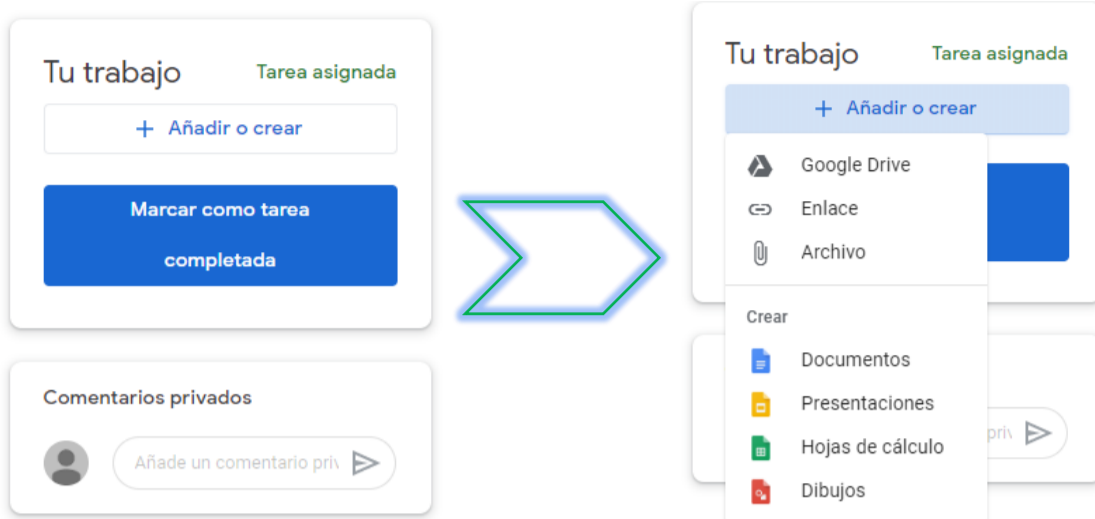 Tu trabajo
Tarea asignada
+ Añadir o crear
Marcar como tarea
completada
Comentarios privados
Añade un comentario priv
Tu trabajo
Tarea asignada
+ Añadir o crear
Google Drive
Enlace
Archivo
Crear
Documentos
Presentaciones
Hojas de cálculo
Dibujos
priv